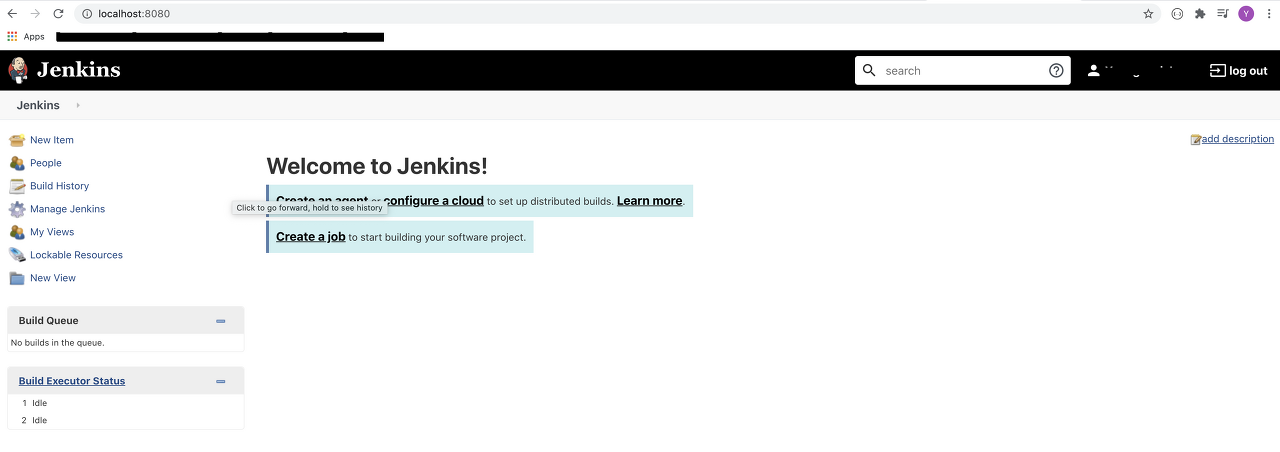 localhost:8080
Y
Apps
Jenkins
search
log out
Jenkins
New Item
People
Build History
Manage Jenkins
My Views
Lockable Resources
New View
Build Queue
No builds in the queue.
Build Executor Status
1 Idle
2 Idle
add description
Welcome to Jenkins!
Create an agent or configure a cloud to set up distributed builds. Learn more.
Click to go forward, hold to see history
Create a job to start building your software project.